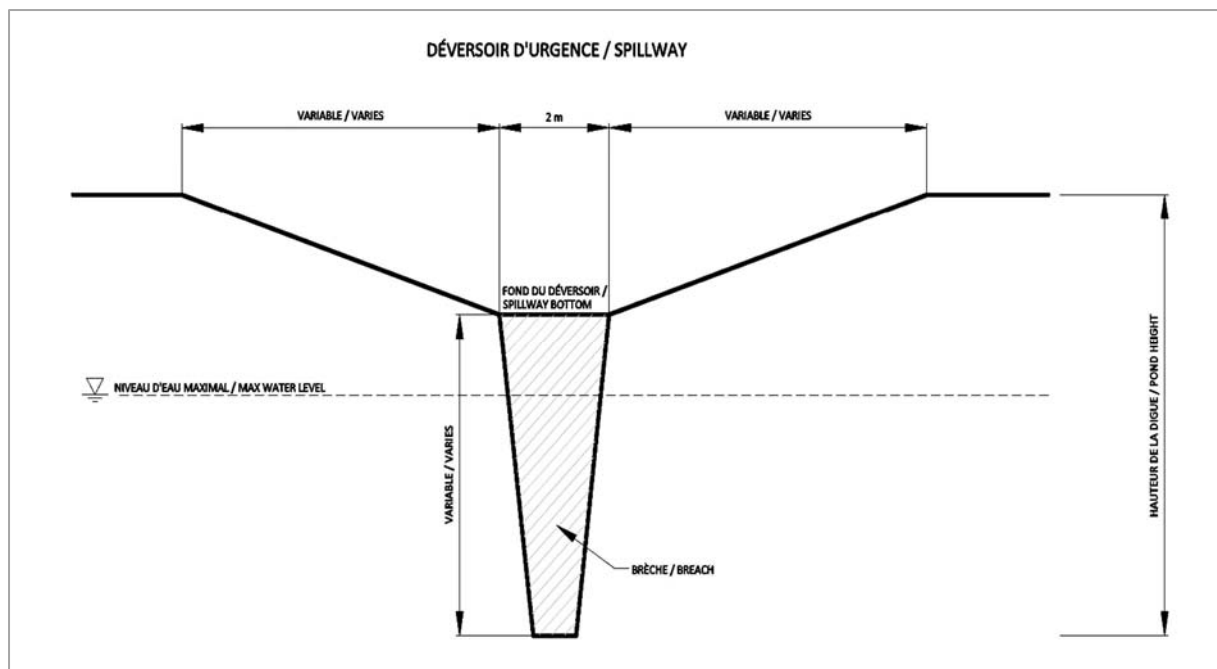 DÉVERSOIR D'URGENCE / SPILLWAY
VARIABLE / VARIES
2 m
VARIABLE / VARIES
FOND DU DÉVERSOIR /
SPILLWAY BOTTOM
NIVEAU D'EAU MAXIMAL / MAX WATER LEVEL
VARIABLE / VARIES
HAUTEUR DE LA DIGUE / POND HEIGHT
BRÈCHE / BREACH